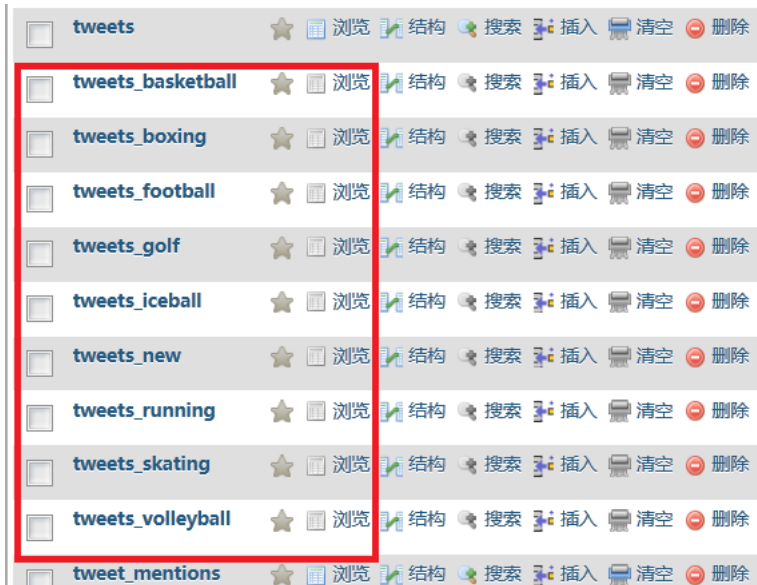 tweets 浏览 结构 搜索 插入 清空 删除
tweets_basketball 浏览 结构 搜索 插入 清空 删除
tweets_boxing 浏览 结构 搜索 插入 清空 删除
tweets_football 浏览 结构 搜索 插入 清空 删除
tweets_golf 浏览 结构 搜索 插入 清空 删除
tweets_iceball 浏览 结构 搜索 插入 清空 删除
tweets_new 浏览 结构 搜索 插入 清空 删除
tweets_running 浏览 结构 搜索 插入 清空 删除
tweets_skating 浏览 结构 搜索 插入 清空 删除
tweets_volleyball 浏览 结构 搜索 插入 清空 删除
tweet_mentions 浏览 结构 搜索 插入 清空 删除